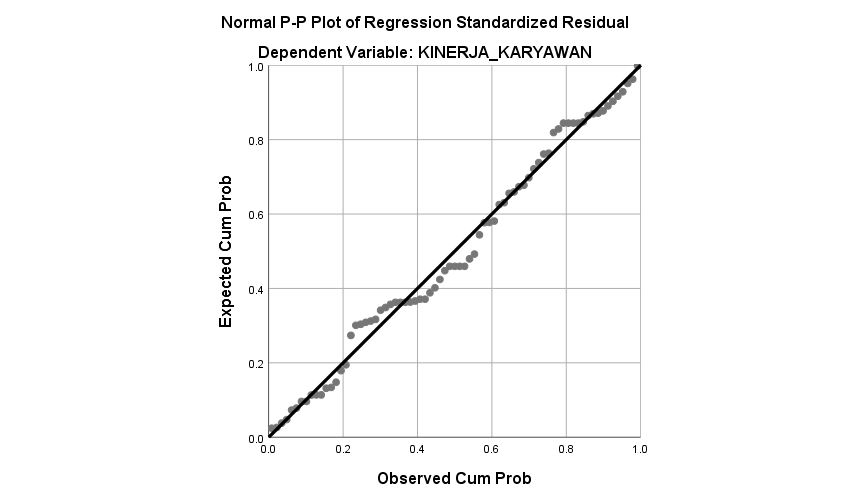 Normal P-P Plot of Regression Standardized Residual
Dependent Variable: KINERJA_KARYAWAN
1.0
0.8
0.6
0.4
0.2
0.0
Expected Cum Prob
0.0 0.2 0.4 0.6 0.8 1.0
Observed Cum Prob